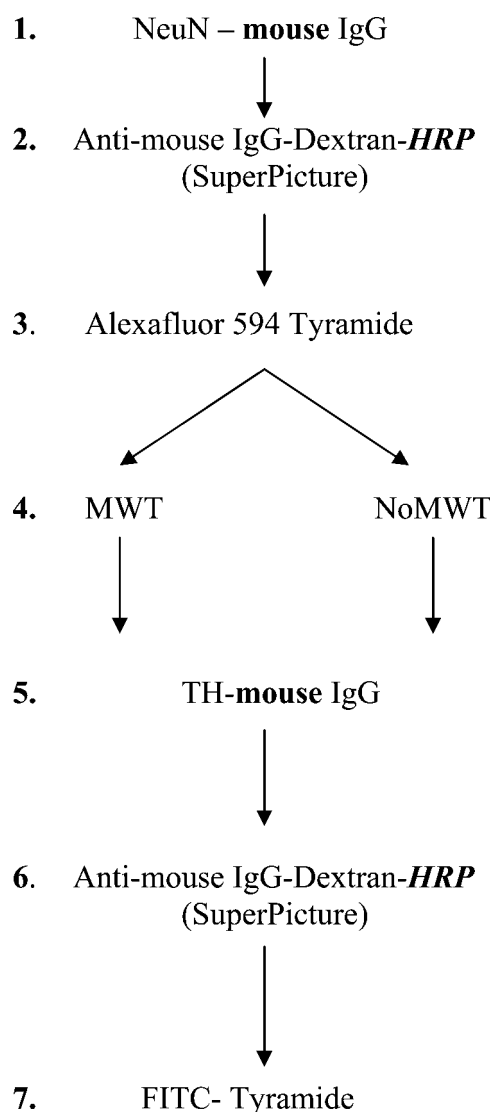 1. NeuN – mouse IgG
2. Anti-mouse IgG-Dextran-HRP
(SuperPicture)
3. Alexafluor 594 Tyramide
4. MWT NoMWT
5. TH-mouse IgG
6. Anti-mouse IgG-Dextran-HRP
(SuperPicture)
7. FITC- Tyramide